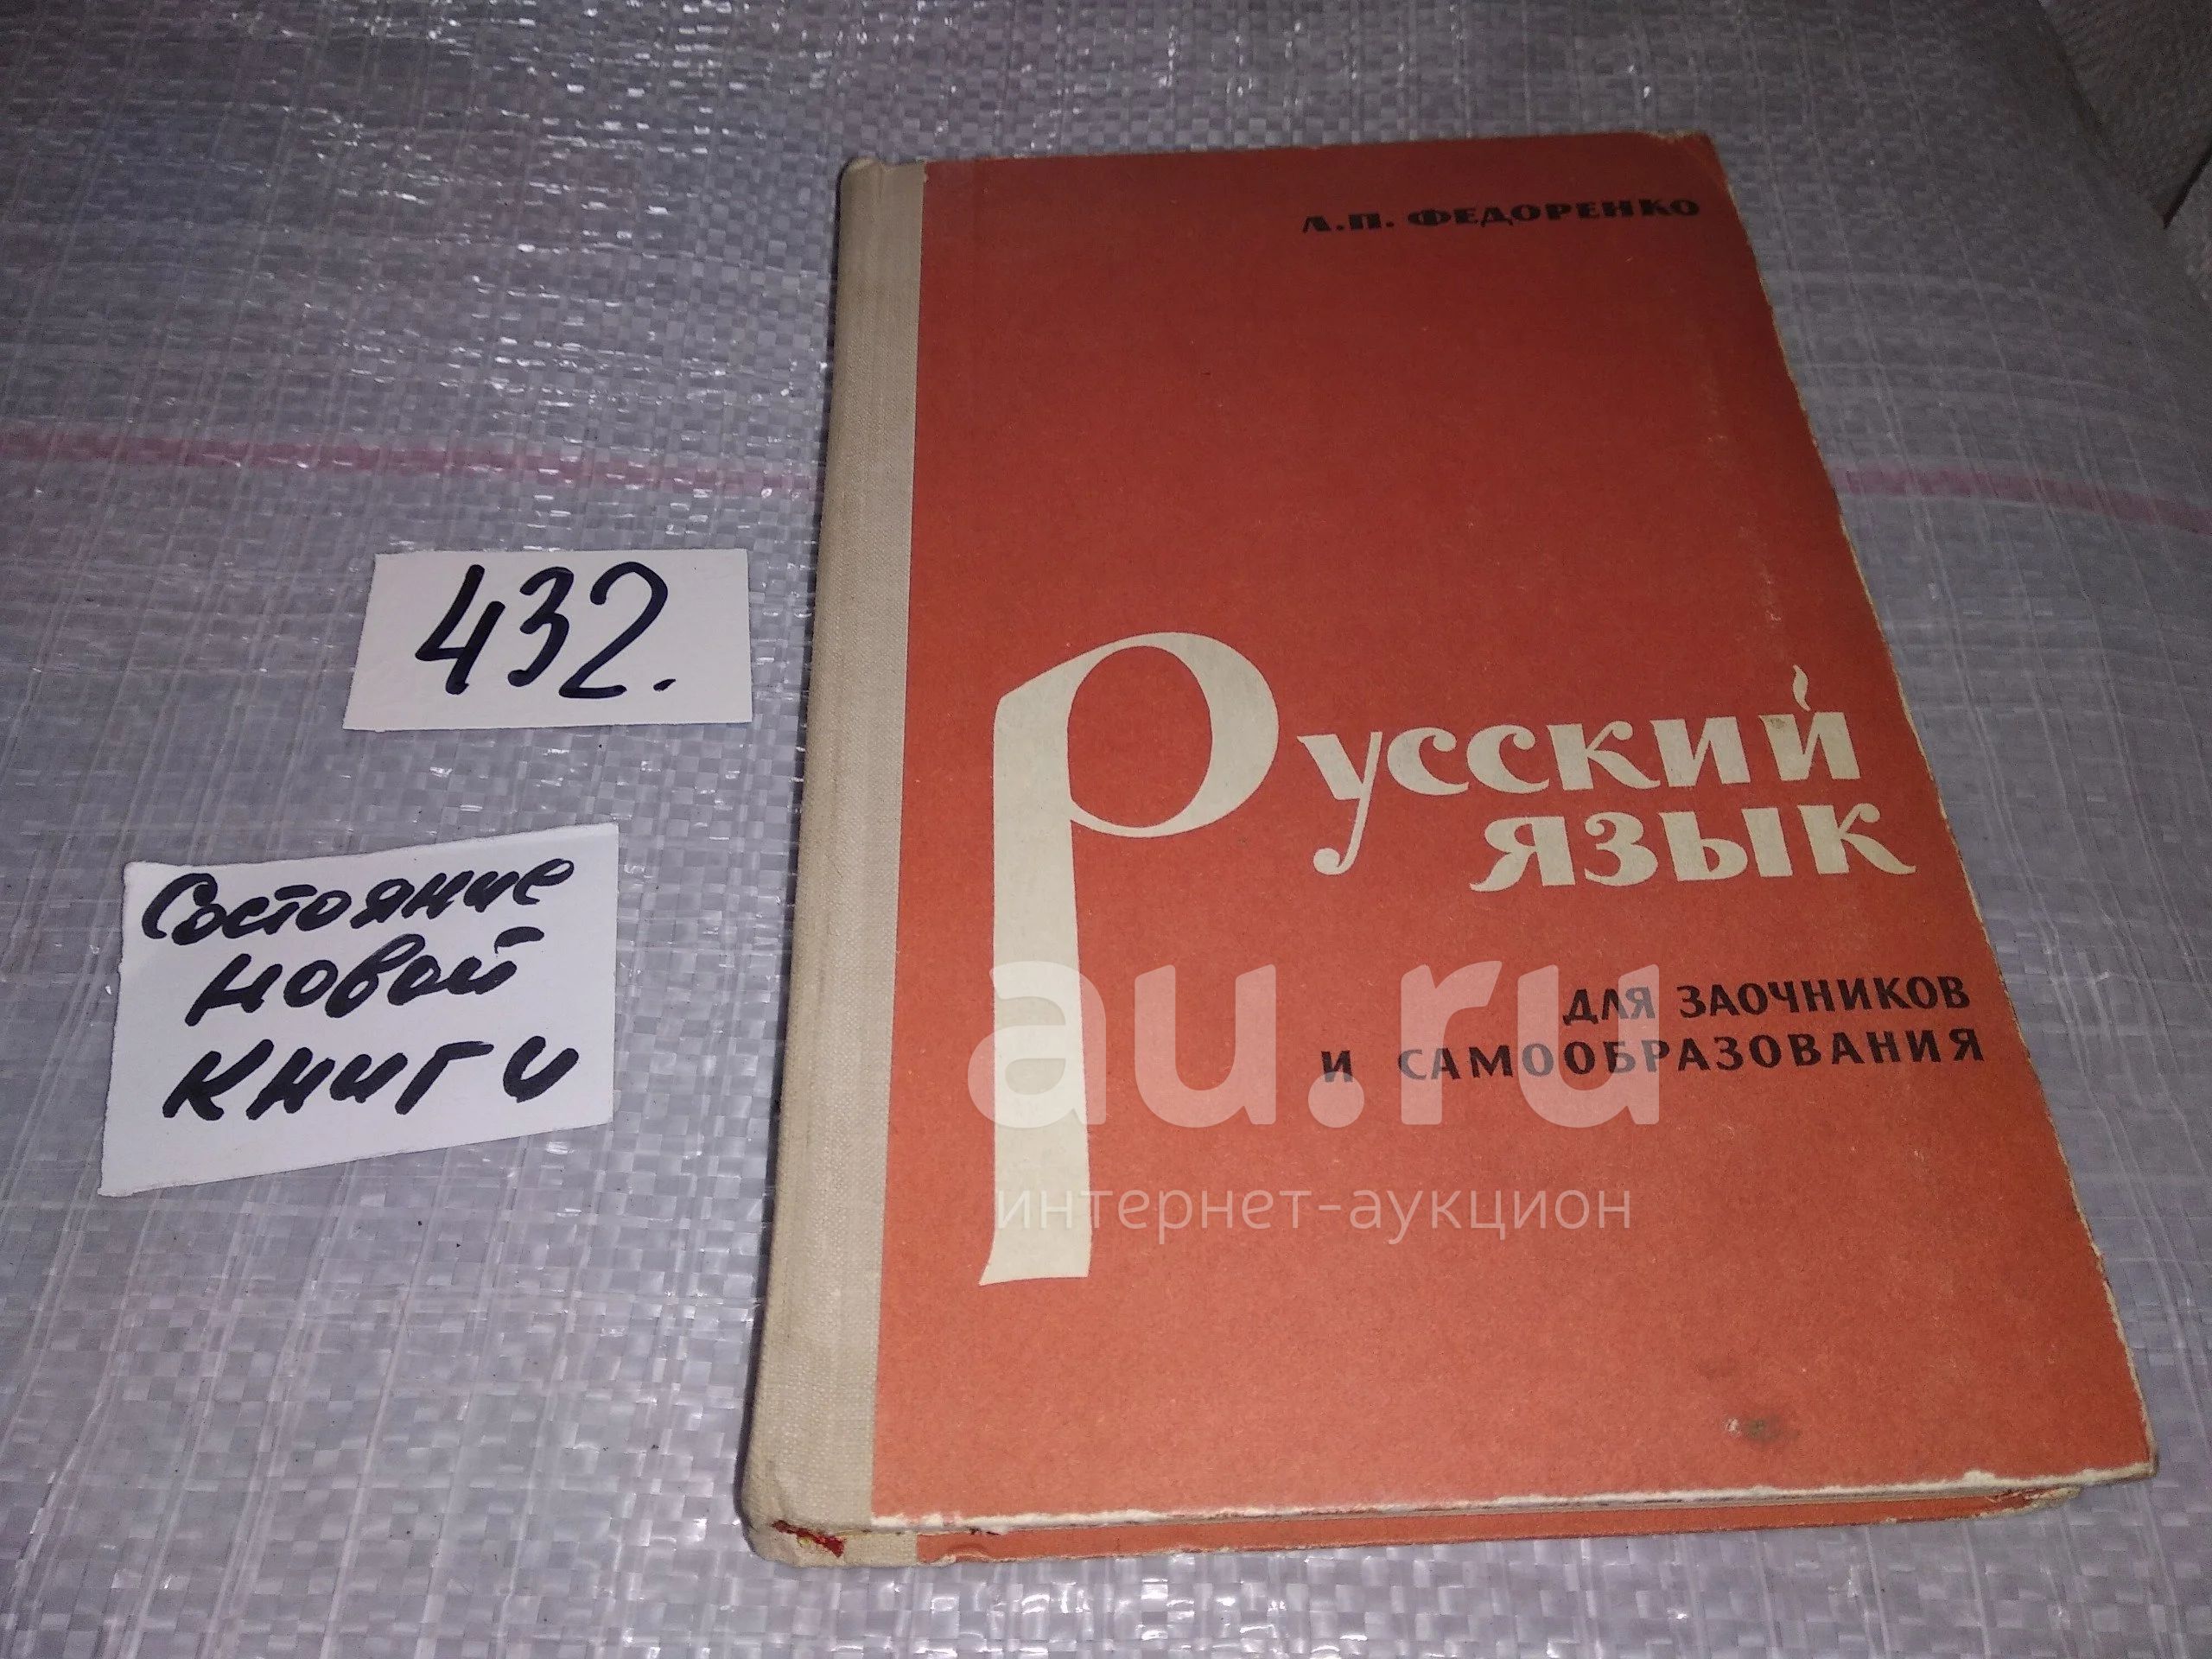 Л.П. ФЕДОРЕНКО
432.
Русский
язык
Состояние
новой
книги
для заочников
и самообразования
au.ru
интернет-аукцион